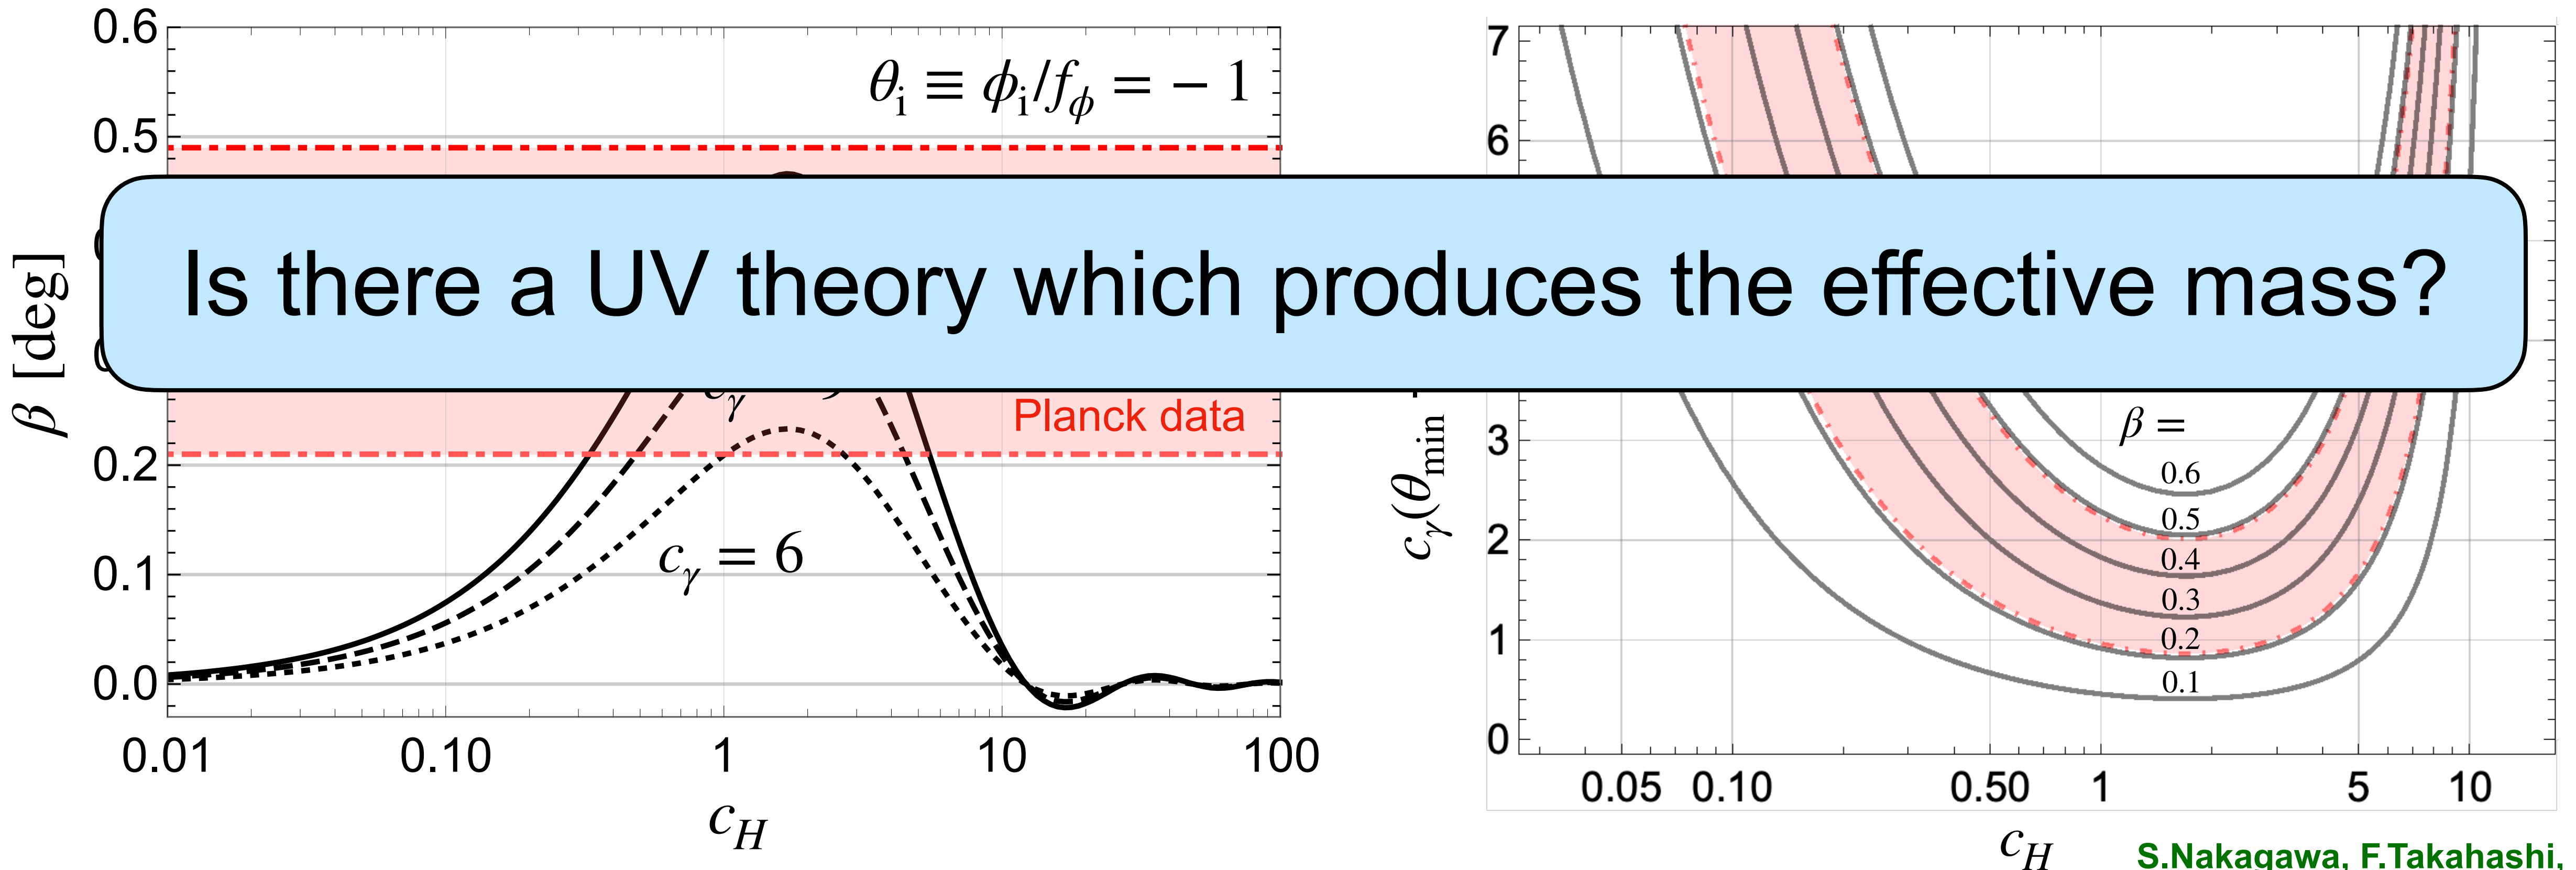 0.6
0.5
0.2
0.1
0.0
β [deg]
θi ≡ ϕi/fϕ = − 1
Planck data
cγ = 6
0.01 0.10 1 10 100
cH
Is there a UV theory which produces the effective mass?
7
6
3
2
1
0
cγ(θmin
β =
0.6
0.5
0.4
0.3
0.2
0.1
0.05 0.10 0.50 1 5 10
cH
S.Nakagawa, F.Takahashi,